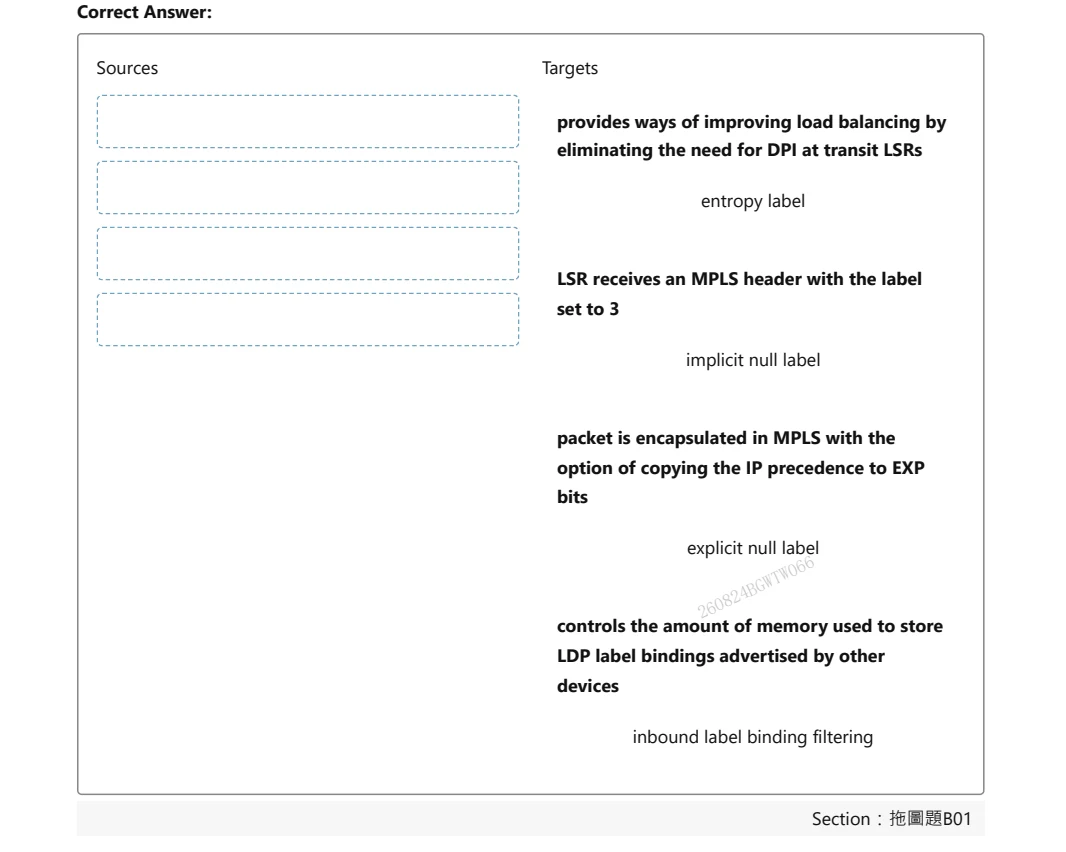 Correct Answer:
Sources
Targets
provides ways of improving load balancing by
eliminating the need for DPI at transit LSRs
entropy label
LSR receives an MPLS header with the label
set to 3
implicit null label
packet is encapsulated in MPLS with the
option of copying the IP precedence to EXP
bits
explicit null label
260824BGWTW066
controls the amount of memory used to store
LDP label bindings advertised by other
devices
inbound label binding filtering
Section：拖圖題B01